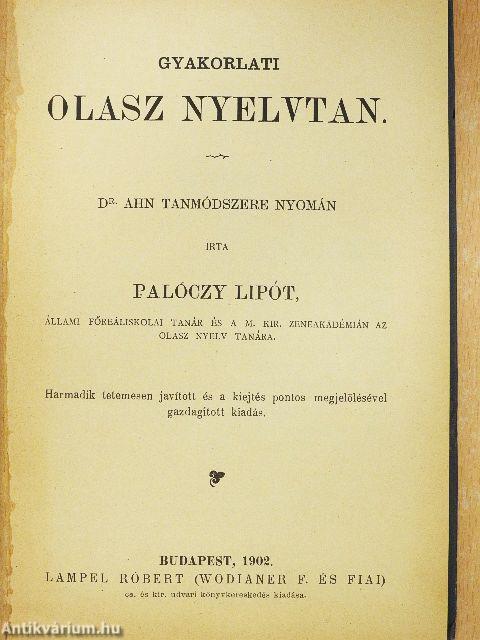 GYAKORLATI
OLASZ NYELVTAN.
DR. AHN TANMÓDSZERE NYOMÁN
IRTA
PALÓCZY LIPÓT,
ÁLLAMI FŐREÁLISKOLAI TANÁR ÉS A M. KIR. ZENEAKADÉMIÁN AZ
OLASZ NYELV TANÁRA.
Harmadik tetemesen javított és a kiejtés pontos megjelölésével
gazdagított kiadás.
BUDAPEST, 1902.
LAMPEL RÓBERT (WODIANER F. ÉS FIAI)
cs. és kir. udvari könyvkereskedés kiadása.
Antikvárium.hu